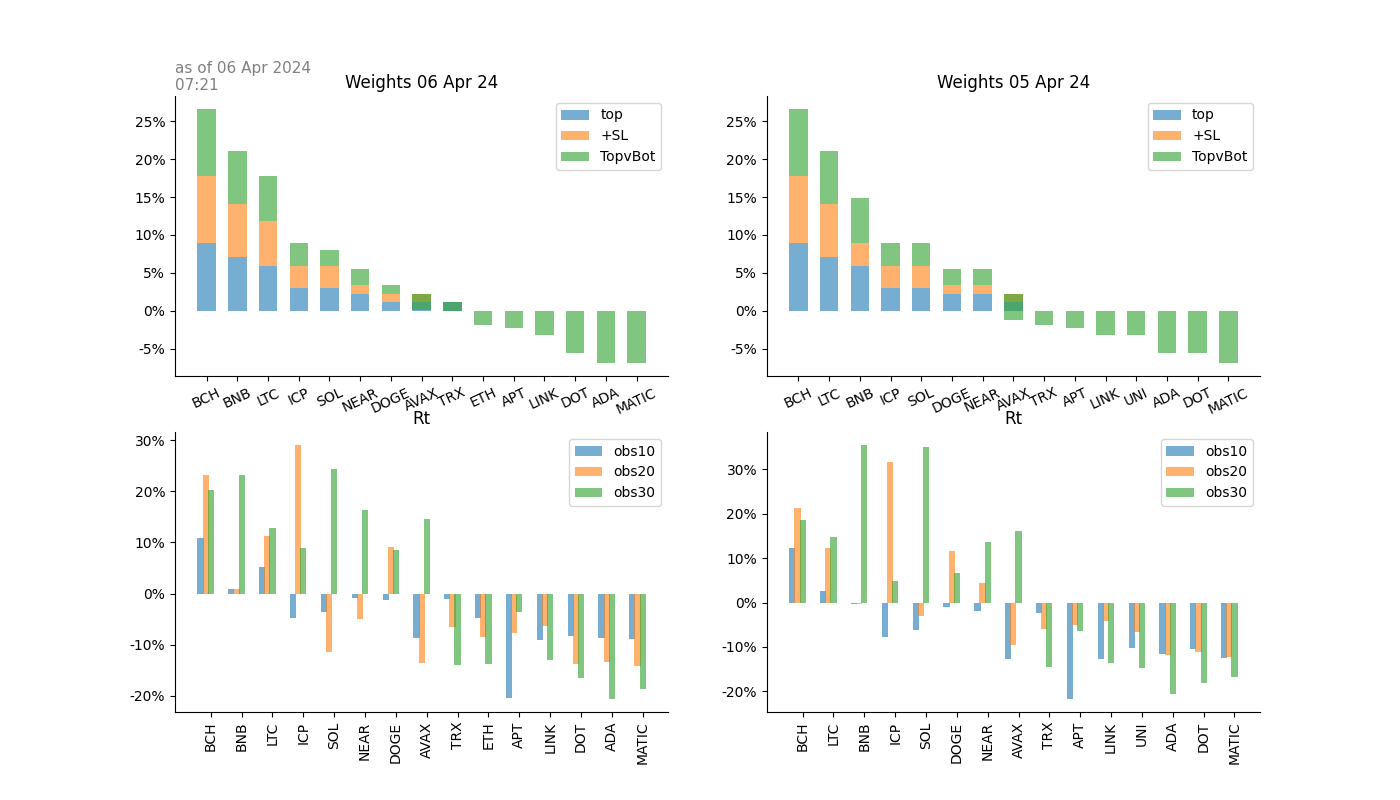 as of 06 Apr 2024
07:21
Weights 06 Apr 24
25%
20%
15%
10%
5%
0%
-5%
top
+SL
TopvBot
BCH BNB LTC ICP SOL NEAR DOGE AVAX TRX ETH APT LINK DOT ADA MATIC
Weights 05 Apr 24
25%
20%
15%
10%
5%
0%
-5%
top
+SL
TopvBot
BCH LTC BNB ICP SOL DOGE NEAR AVAX TRX APT LINK UNI ADA DOT MATIC
Rt
30%
20%
10%
0%
-10%
-20%
obs10
obs20
obs30
BCH BNB LTC ICP SOL NEAR DOGE AVAX TRX ETH APT LINK DOT ADA MATIC
Rt
30%
20%
10%
0%
-10%
-20%
obs10
obs20
obs30
BCH LTC BNB ICP SOL DOGE NEAR AVAX TRX APT LINK UNI ADA DOT MATIC